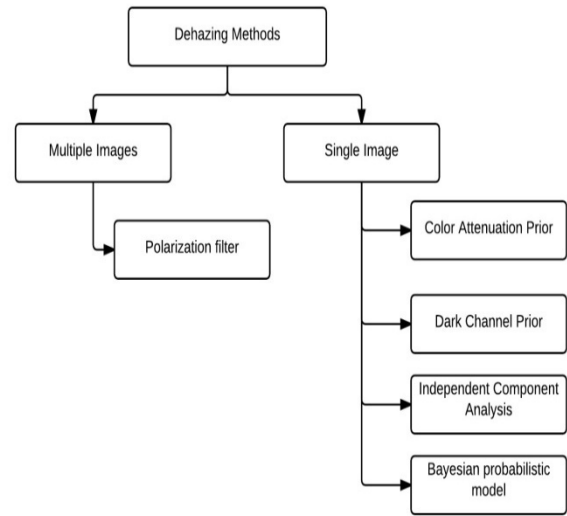 Dehazing Methods
Multiple Images
Single Image
Polarization filter
Color Attenuation Prior
Dark Channel Prior
Independent Component
Analysis
Bayesian probabilistic
model